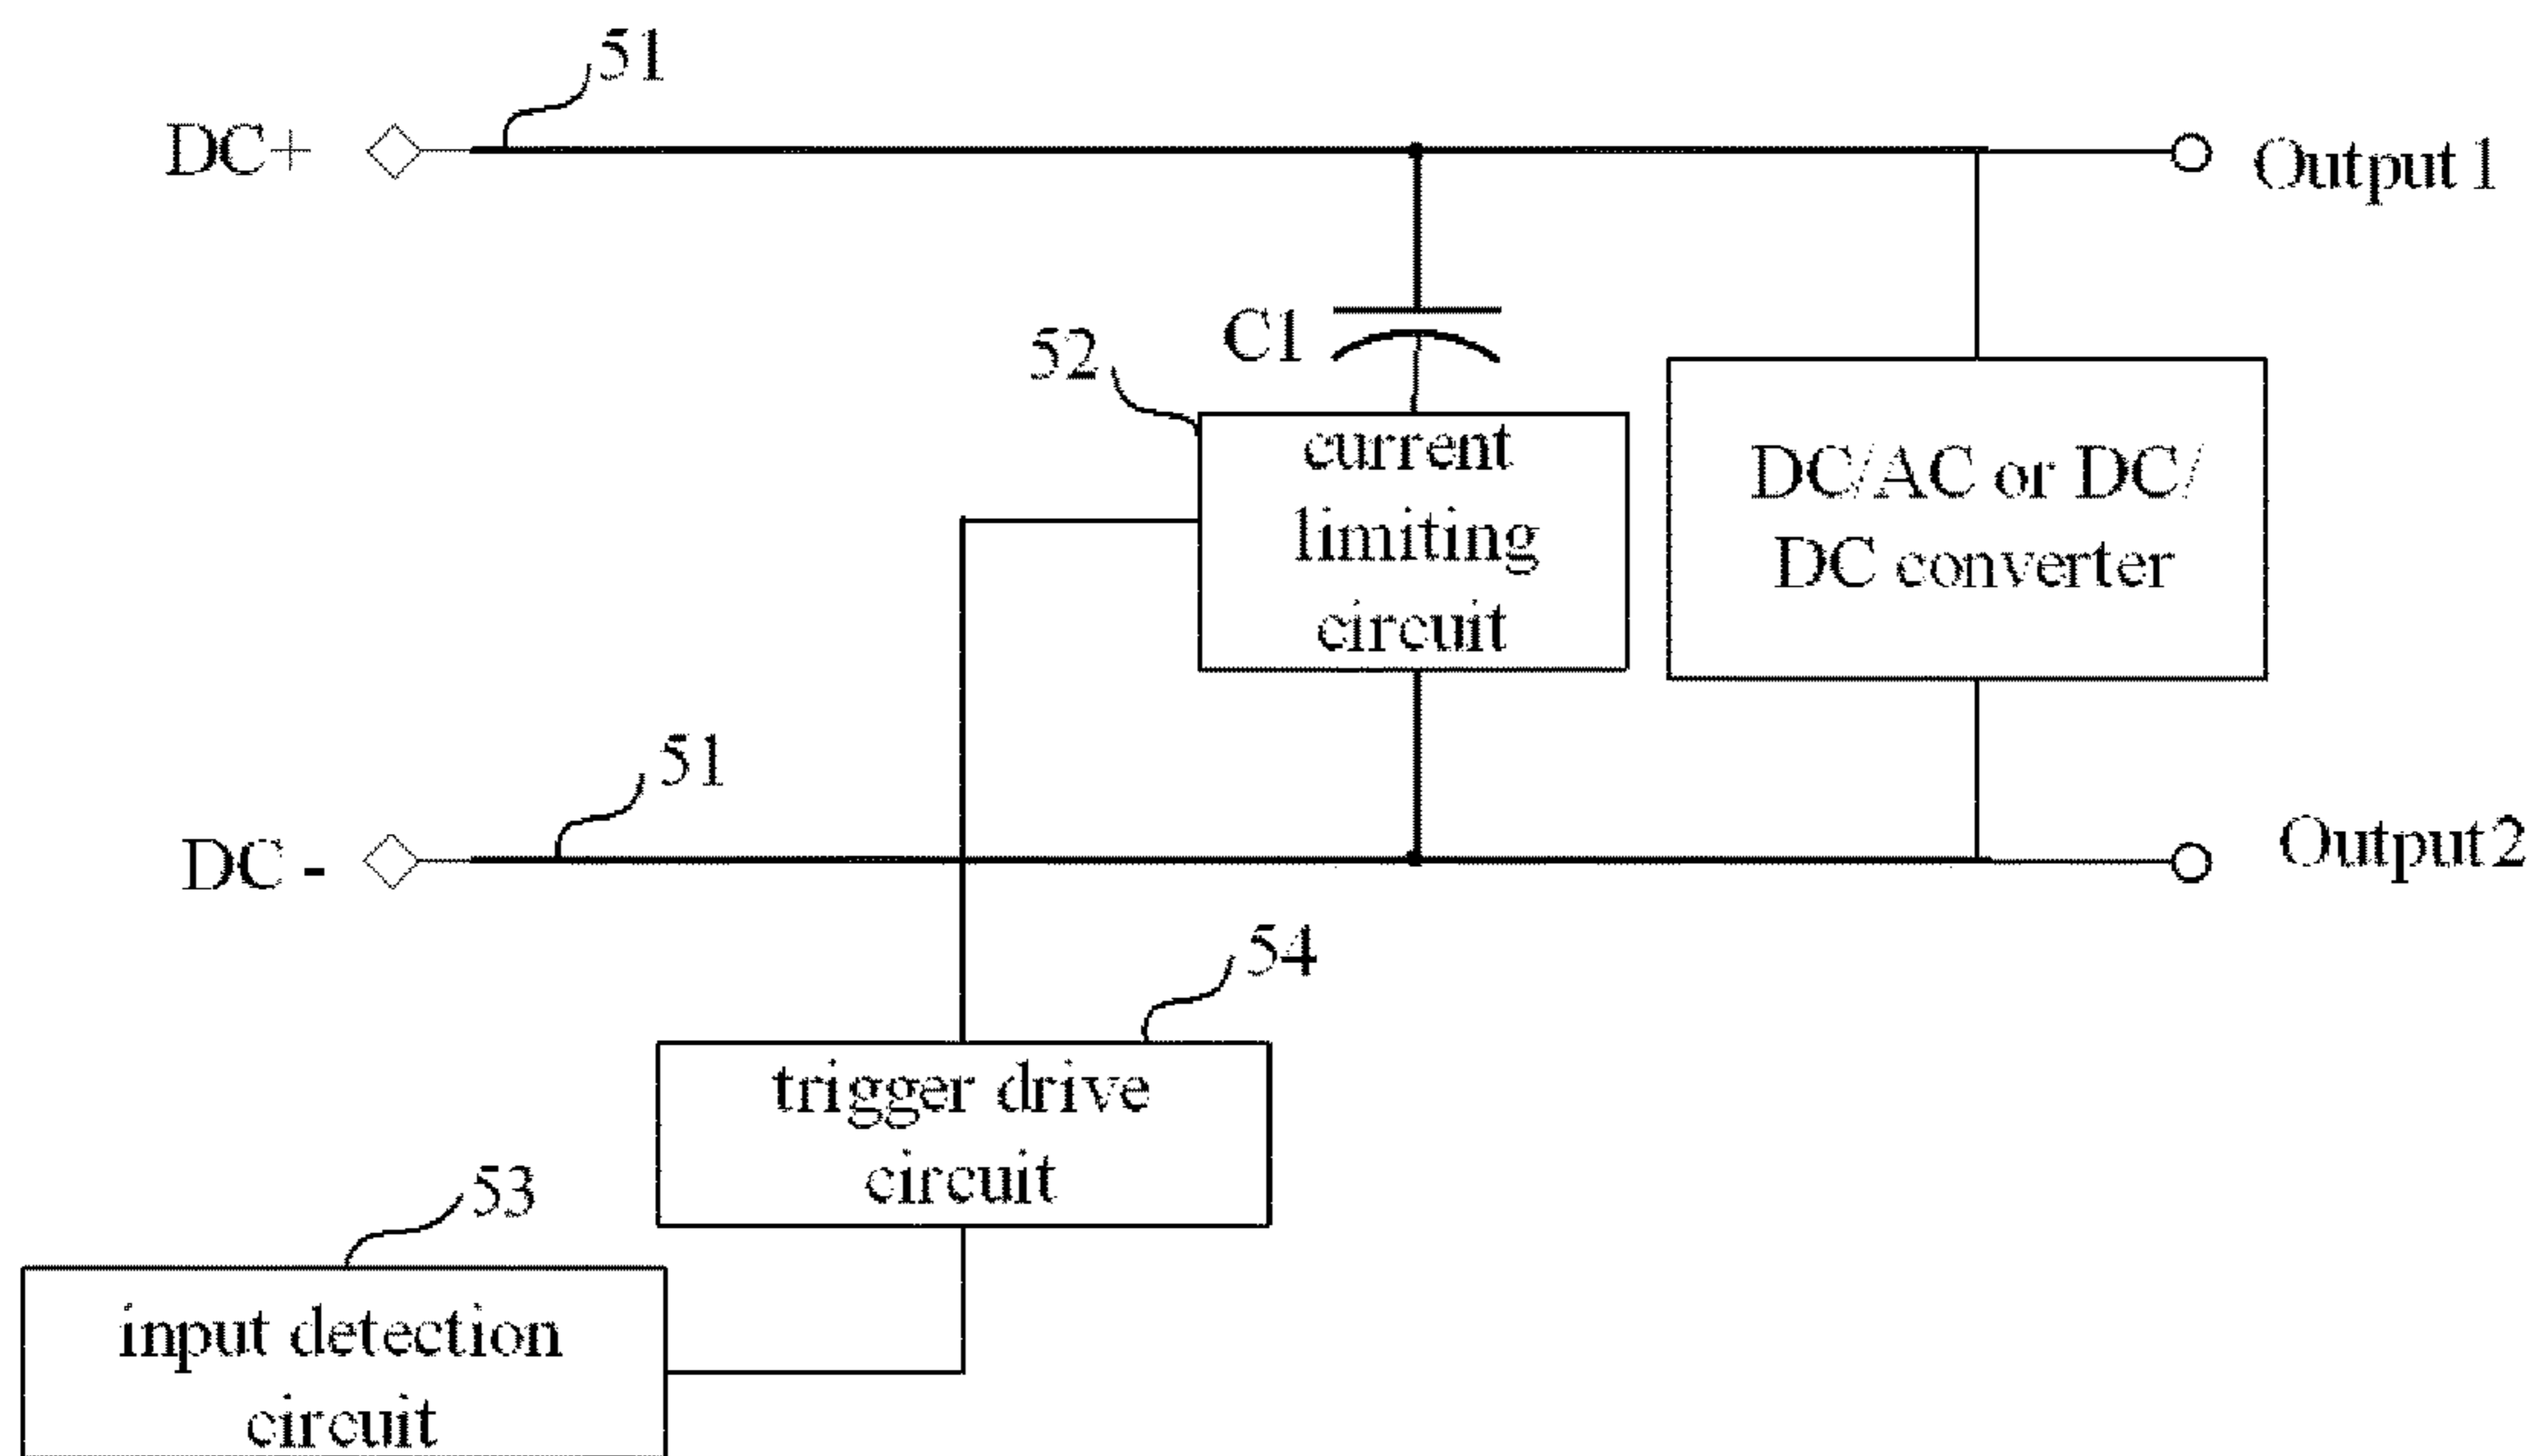 51
DC+
Output 1
C1
52
current
limiting
circuit
DC/AC or DC/
DC converter
51
DC -
Output2
54
trigger drive
circuit
53
input detection
circuit